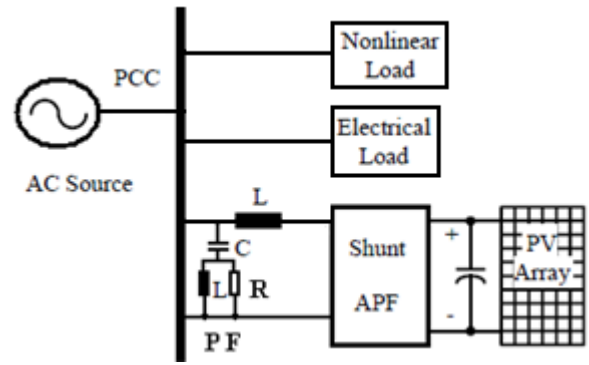 Nonlinear
Load
PCC
Electrical
Load
AC Source
L
C
L
R
P F
Shunt
APF
+
-
PV
Array